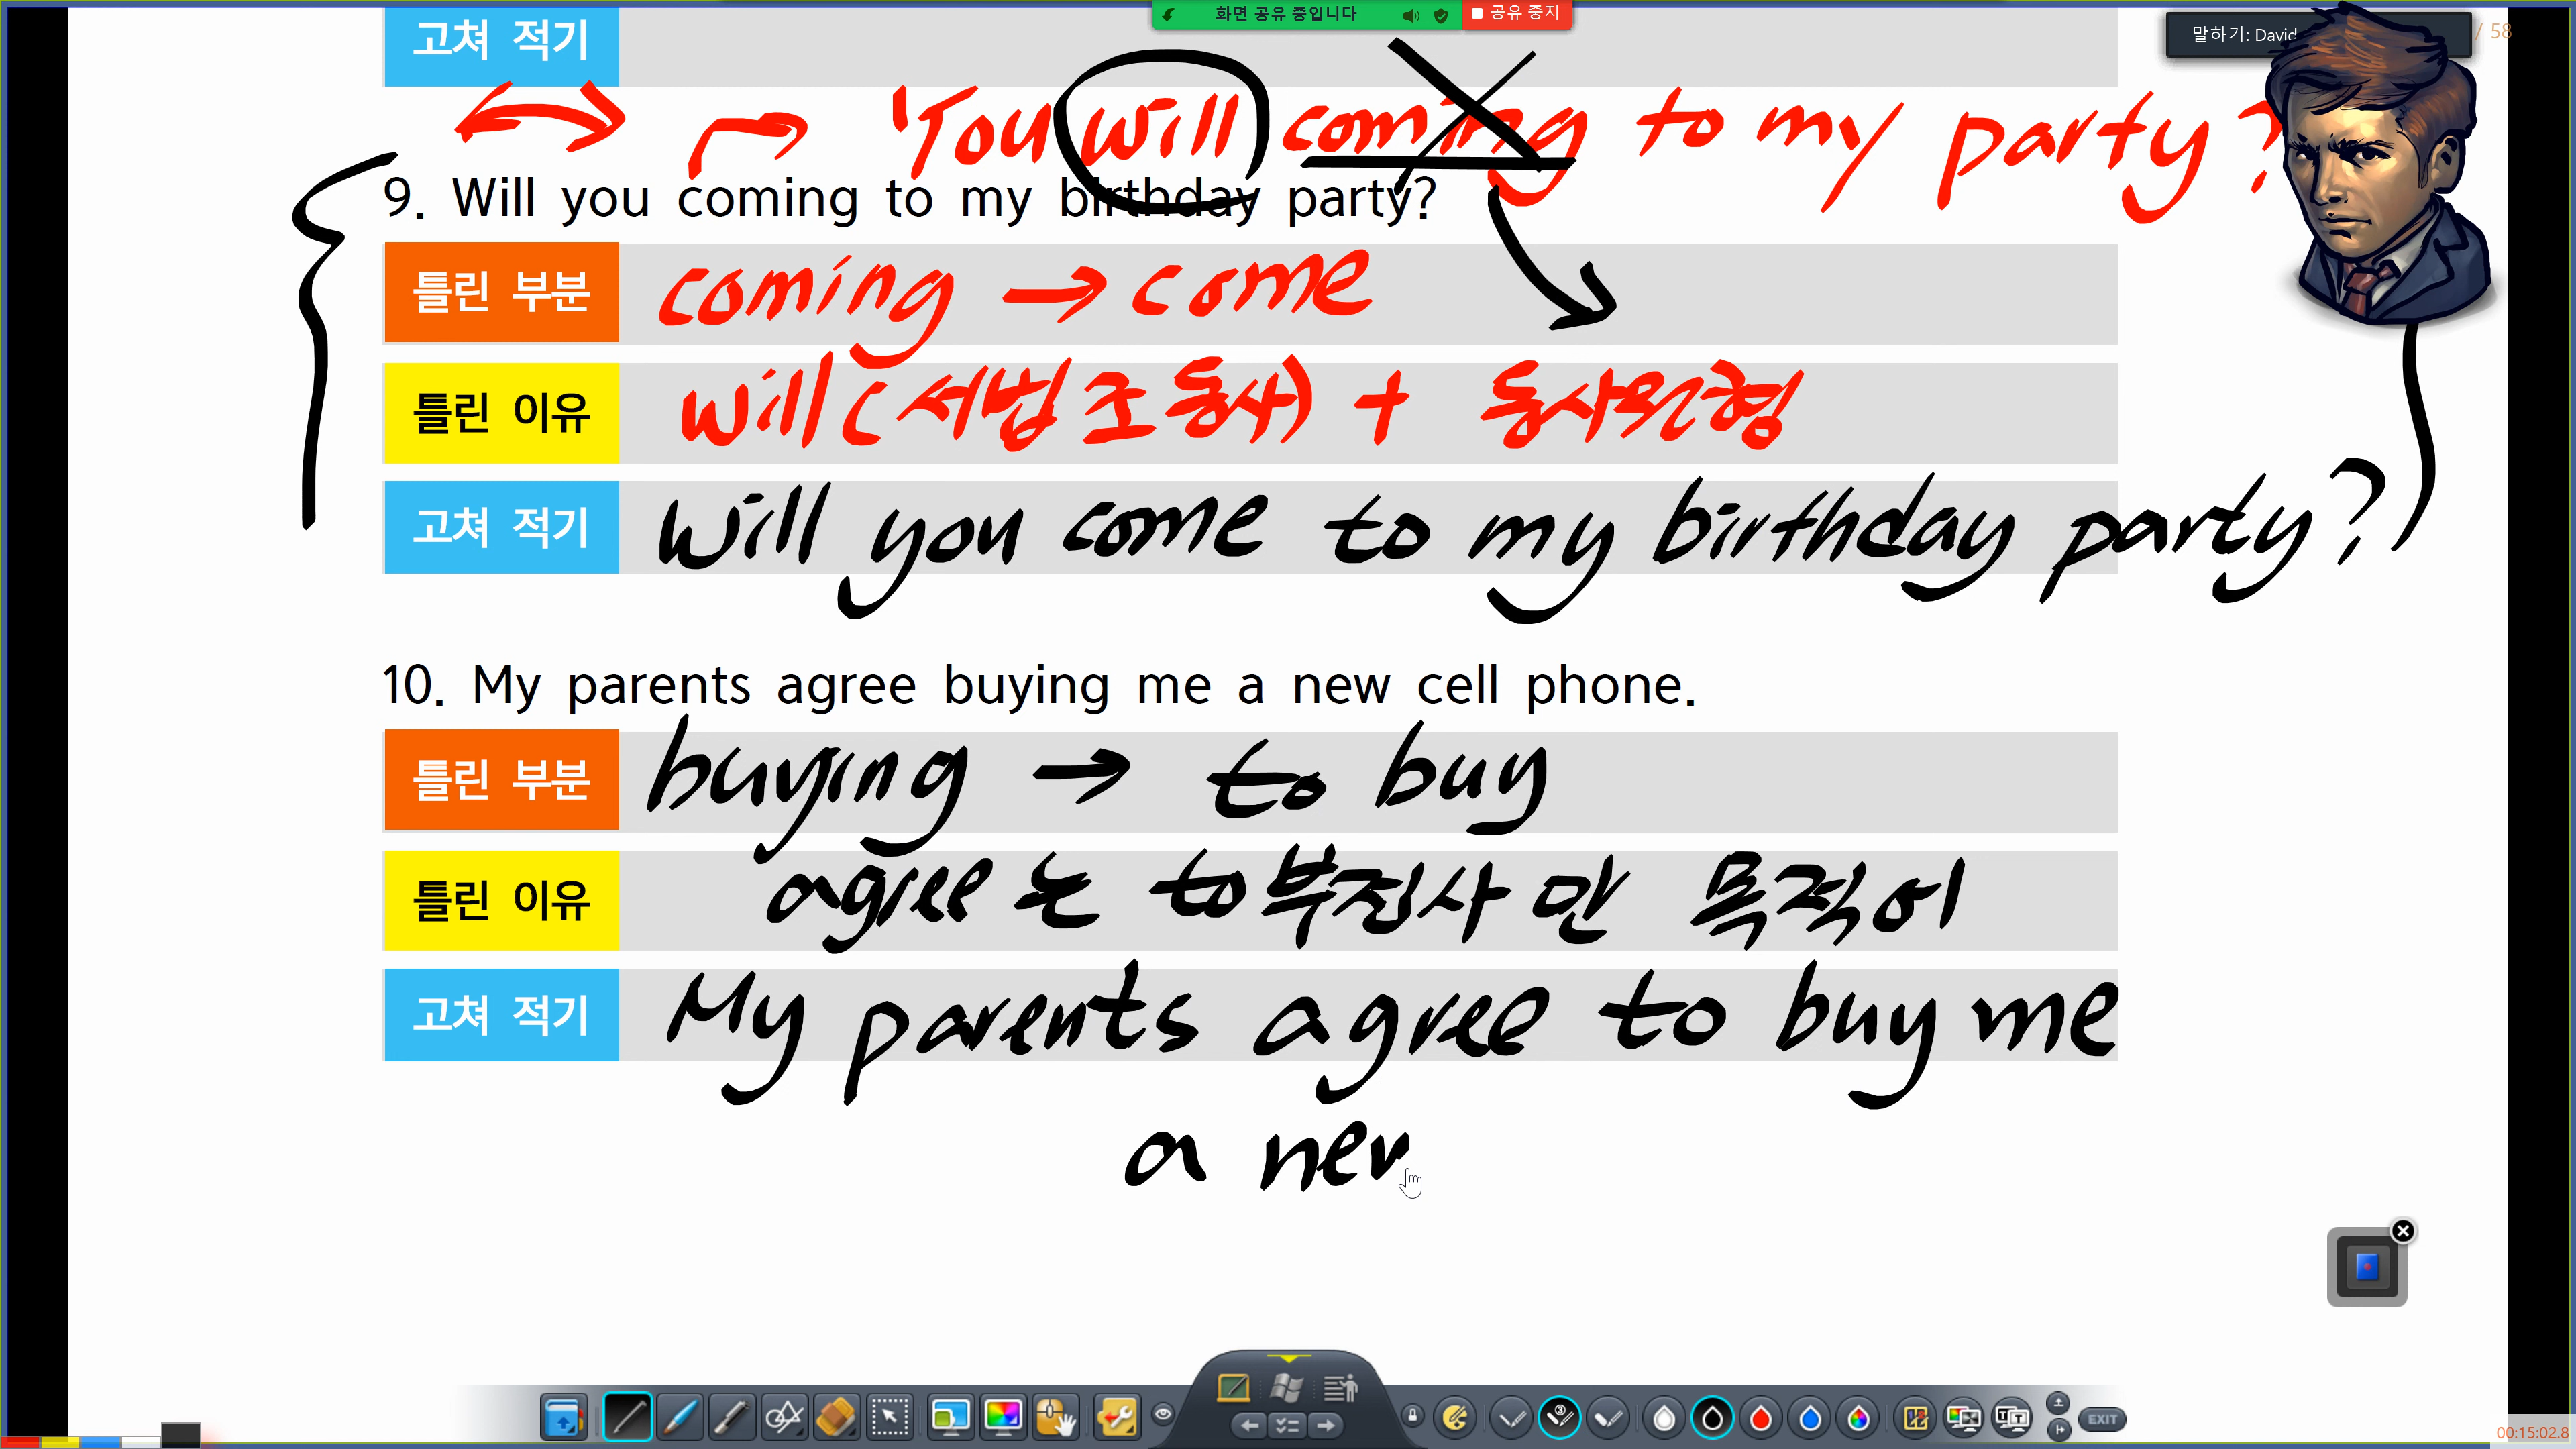 화면 공유 중입니다 공유 중지
말하기: David
/ 58
고쳐 적기
You will coming to my party?
9. Will you coming to my birthday party?
틀린 부분 coming → come
틀린 이유 will (서법조동사) + 동사원형
고쳐 적기 Will you come to my birthday party?
10. My parents agree buying me a new cell phone.
틀린 부분 buying → to buy
틀린 이유 agree는 to부정사만 목적어
고쳐 적기 My parents agree to buy me
a new
EXIT
00:15:02.8